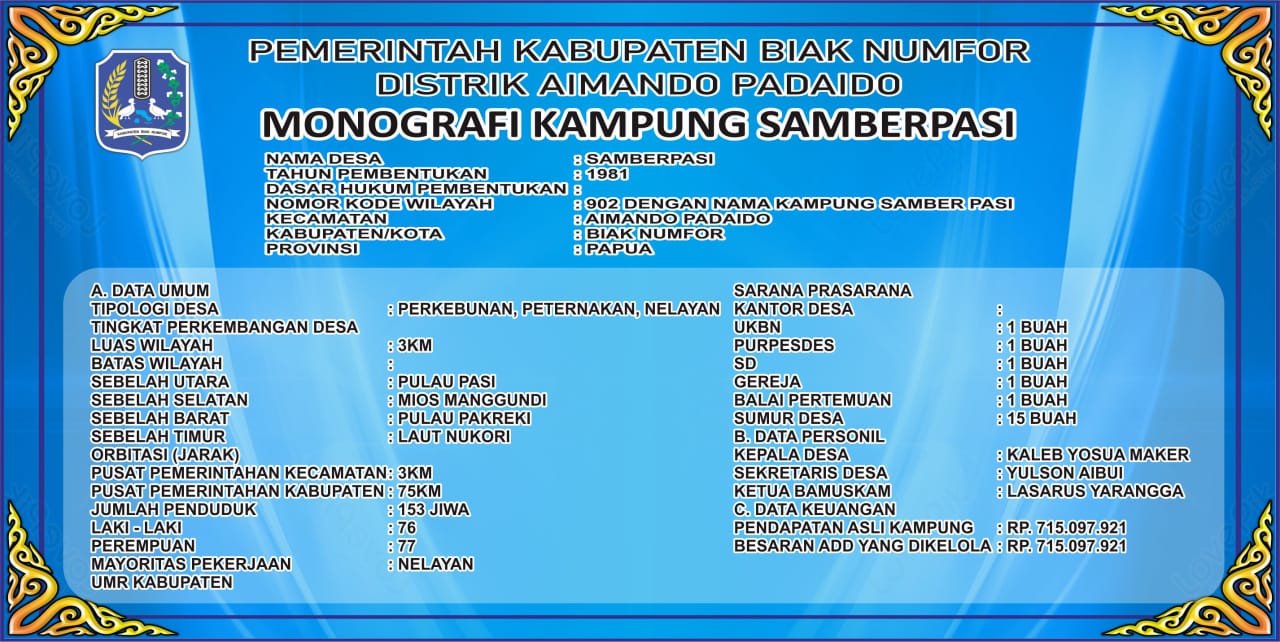 PEMERINTAH KABUPATEN BIAK NUMFOR
DISTRIK AIMANDO PADAIDO
MONOGRAFI KAMPUNG SAMBERPASI
KABUPATEN BIAK NUMFOR
NAMA DESA : SAMBERPASI
TAHUN PEMBENTUKAN : 1981
DASAR HUKUM PEMBENTUKAN :
NOMOR KODE WILAYAH : 902 DENGAN NAMA KAMPUNG SAMBER PASI
KECAMATAN : AIMANDO PADAIDO
KABUPATEN/KOTA : BIAK NUMFOR
PROVINSI : PAPUA
A. DATA UMUM
TIPOLOGI DESA : PERKEBUNAN, PETERNAKAN, NELAYAN
TINGKAT PERKEMBANGAN DESA
LUAS WILAYAH : 3KM
BATAS WILAYAH :
SEBELAH UTARA : PULAU PASI
SEBELAH SELATAN : MIOS MANGGUNDI
SEBELAH BARAT : PULAU PAKREKI
SEBELAH TIMUR : LAUT NUKORI
ORBITASI (JARAK)
PUSAT PEMERINTAHAN KECAMATAN : 3KM
PUSAT PEMERINTAHAN KABUPATEN : 75KM
JUMLAH PENDUDUK : 153 JIWA
LAKI - LAKI : 76
PEREMPUAN : 77
MAYORITAS PEKERJAAN : NELAYAN
UMR KABUPATEN
SARANA PRASARANA
KANTOR DESA :
UKBN : 1 BUAH
PURPESDES : 1 BUAH
SD : 1 BUAH
GEREJA : 1 BUAH
BALAI PERTEMUAN : 1 BUAH
SUMUR DESA : 15 BUAH
B. DATA PERSONIL
KEPALA DESA : KALEB YOSUA MAKER
SEKRETARIS DESA : YULSON AIBUI
KETUA BAMUSKAM : LASARUS YARANGGA
C. DATA KEUANGAN
PENDAPATAN ASLI KAMPUNG : RP. 715.097.921
BESARAN ADD YANG DIKELOLA : RP. 715.097.921